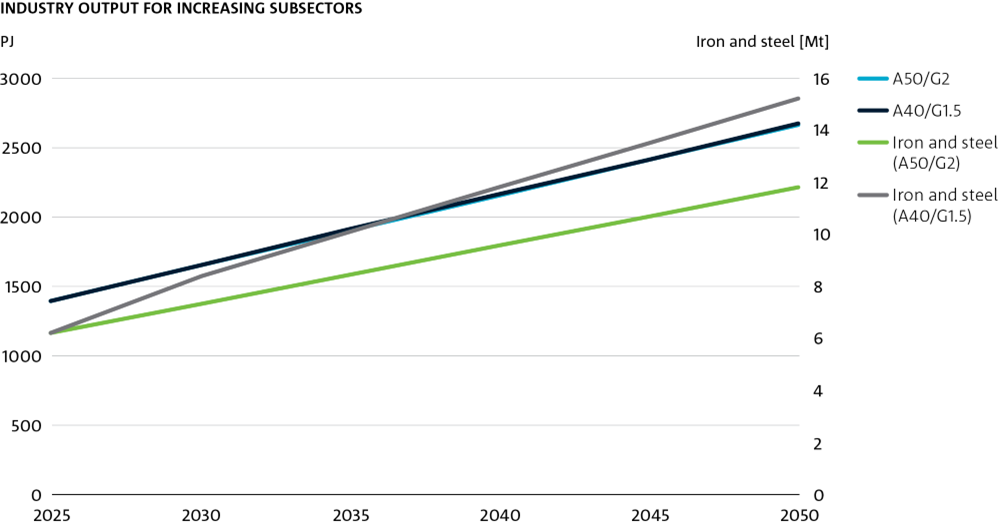 INDUSTRY OUTPUT FOR INCREASING SUBSECTORS
PJ
Iron and steel [Mt]
3000
2500
2000
1500
1000
500
0
16
14
12
10
8
6
4
2
0
2025
2030
2035
2040
2045
2050
A50/G2
A40/G1.5
Iron and steel
(A50/G2)
Iron and steel
(A40/G1.5)